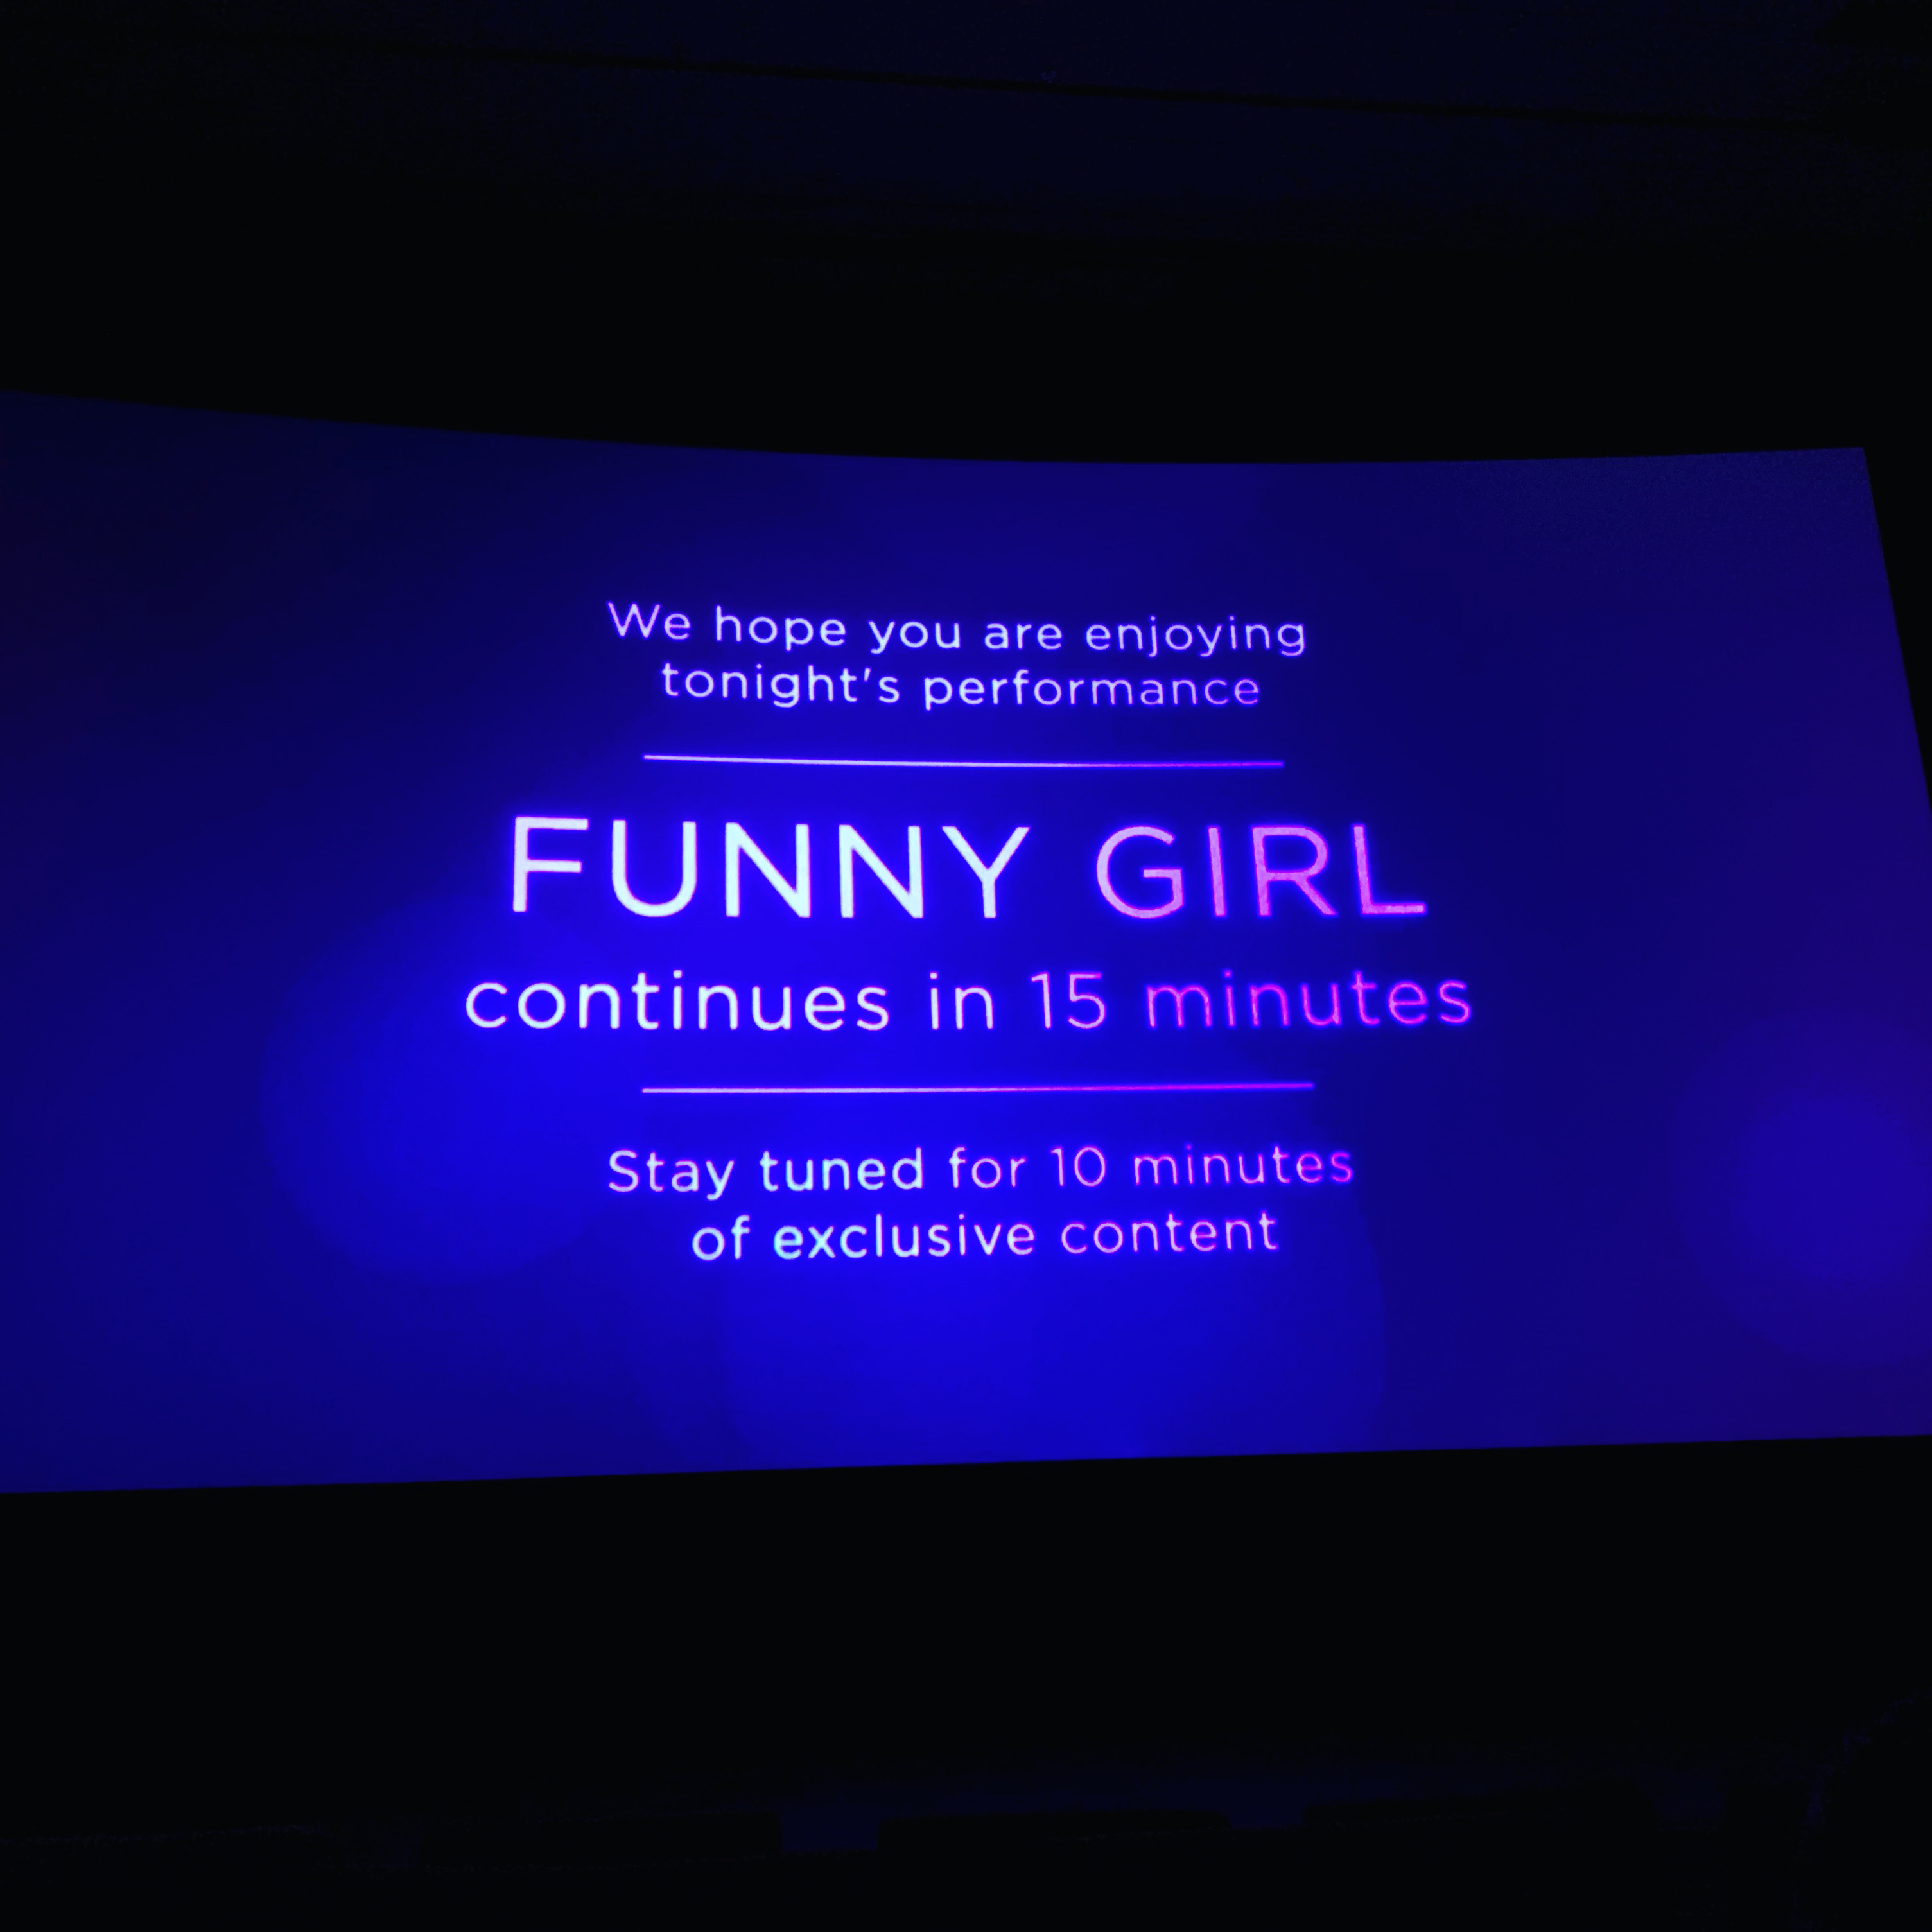 We hope you are enjoying
tonight's performance
FUNNY GIRL
continues in 15 minutes
Stay tuned for 10 minutes
of exclusive content